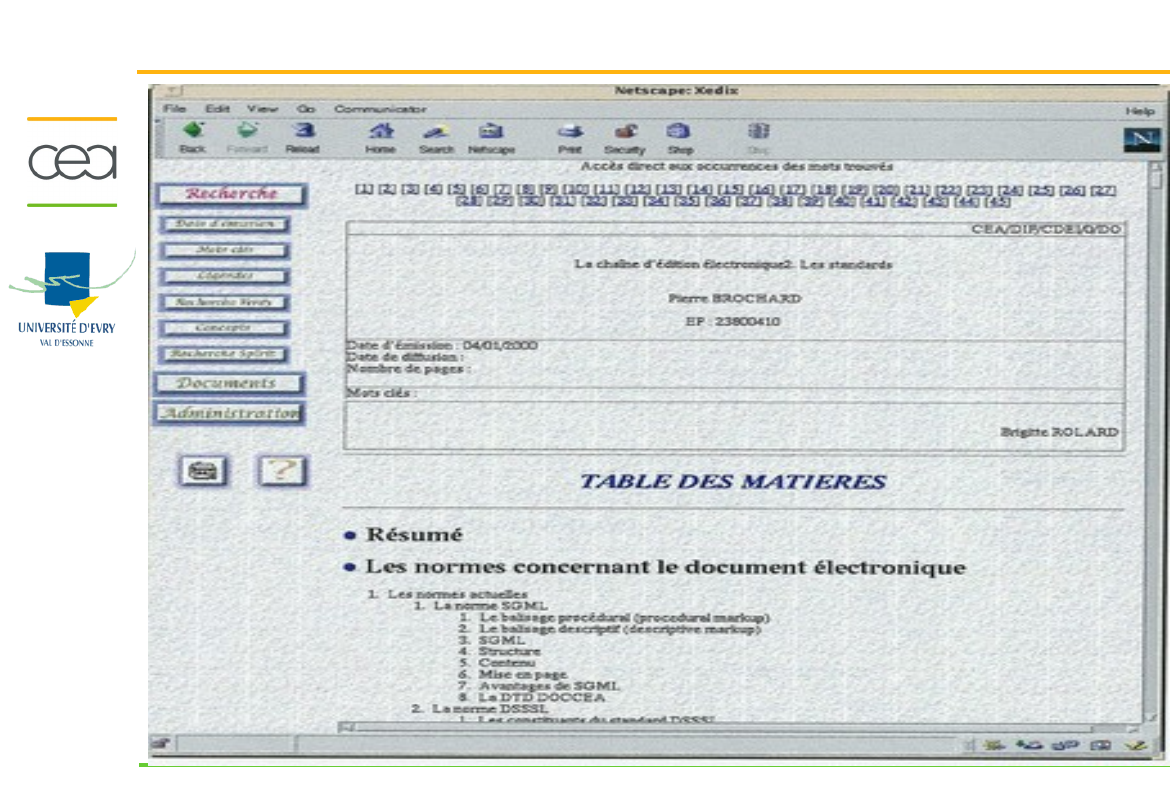 Netscape: Xedix
File Edit View Go Communicator Help
Back Forward Reload Home Search Netscape Print Security Shop Stop
N
cea
UNIVERSITÉ D'EVRY
VAL D'ESSONNE
Recherche
Date d'émission
Mots clés
Légendes
Recherche Verity
Concepts
Recherche Spirit
Documents
Administration
?
Accès direct aux occurrences des mots trouvés
[1] [2] [3] [4] [5] [6] [7] [8] [9] [10] [11] [12] [13] [14] [15] [16] [17] [18] [19] [20] [21] [22] [23] [24] [25] [26] [27]
[28] [29] [30] [31] [32] [33] [34] [35] [36] [37] [38] [39] [40] [41] [42] [43] [44] [45]
La chaîne d'édition électronique2. Les standards
Pierre BROCHARD
EP : 23800410
Date d'émission : 04/01/2000
Date de diffusion :
Nombre de pages :
Mots clés :
Brigitte ROLARD
TABLE DES MATIERES
Résumé
Les normes concernant le document électronique
1. Les normes actuelles
1. La norme SGML
1. Le balisage procédural (procedural markup)
2. Le balisage descriptif (descriptive markup)
3. SGML
4. Structure
5. Contenu
6. Mise en page
7. Avantages de SGML
8. La DTD DOCCEA
2. La norme DSSSL
1. Les constituants du standard DSSSL